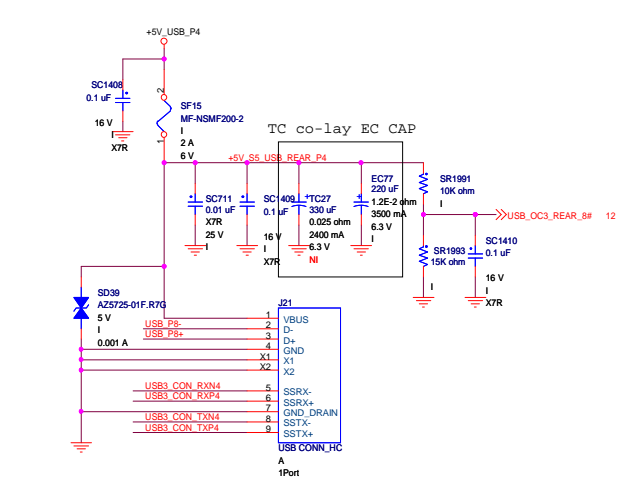 +5V_USB_P4
SC1408
0.1 uF
16 V
I
X7R
2
1
SF15
MF-NSMF200-2
I
2 A
6 V
TC co-lay EC CAP
+5V_S5_USB_REAR_P4
SC711
0.01 uF
X7R
25 V
I
SC1409
0.1 uF
16 V
I
X7R
TC27
330 uF
0.025 ohm
2400 mA
6.3 V
NI
EC77
220 uF
1.2E-2 ohm
3500 mA
6.3 V
I
SR1991
10K ohm
I
USB_OC3_REAR_8# 12
SR1993
15K ohm
I
SC1410
0.1 uF
16 V
I
X7R
SD39
AZ5725-01F.R7G
5 V
I
0.001 A
J21
1 VBUS
USB_P8- 2 D-
USB_P8+ 3 D+
4 GND
X1 X1
X2 X2
USB3_CON_RXN4 5 SSRX-
USB3_CON_RXP4 6 SSRX+
7 GND_DRAIN
USB3_CON_TXN4 8 SSTX-
USB3_CON_TXP4 9 SSTX+
USB CONN_HC
A
1Port